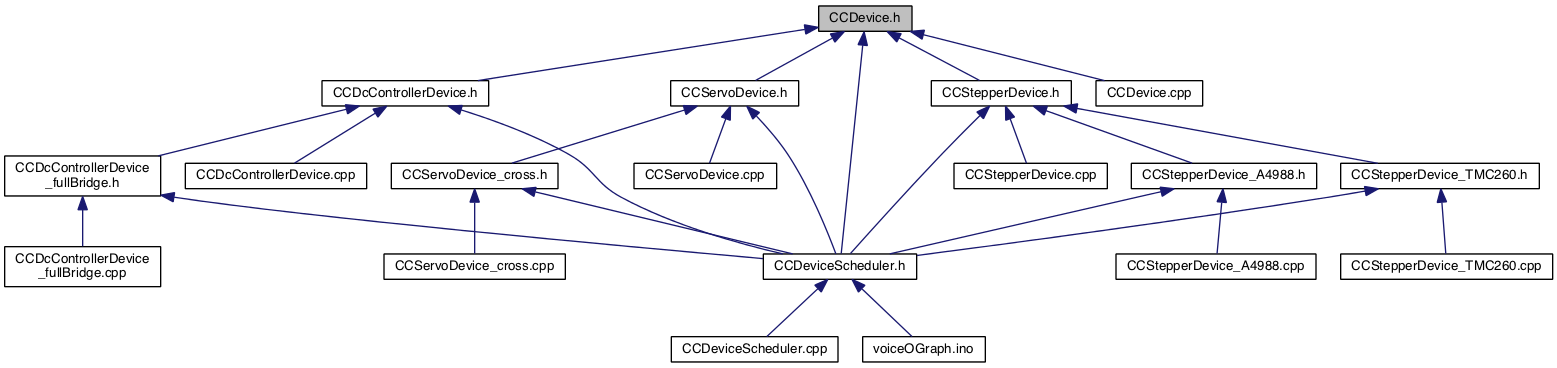 CCDevice.h
CCDcControllerDevice.h
CCServoDevice.h
CCStepperDevice.h
CCDevice.cpp
CCDcControllerDevice
_fullBridge.h
CCDcControllerDevice.cpp
CCServoDevice_cross.h
CCServoDevice.cpp
CCStepperDevice.cpp
CCStepperDevice_A4988.h
CCStepperDevice_TMC260.h
CCDcControllerDevice
_fullBridge.cpp
CCServoDevice_cross.cpp
CCDeviceScheduler.h
CCStepperDevice_A4988.cpp
CCStepperDevice_TMC260.cpp
CCDeviceScheduler.cpp
voiceOGraph.ino